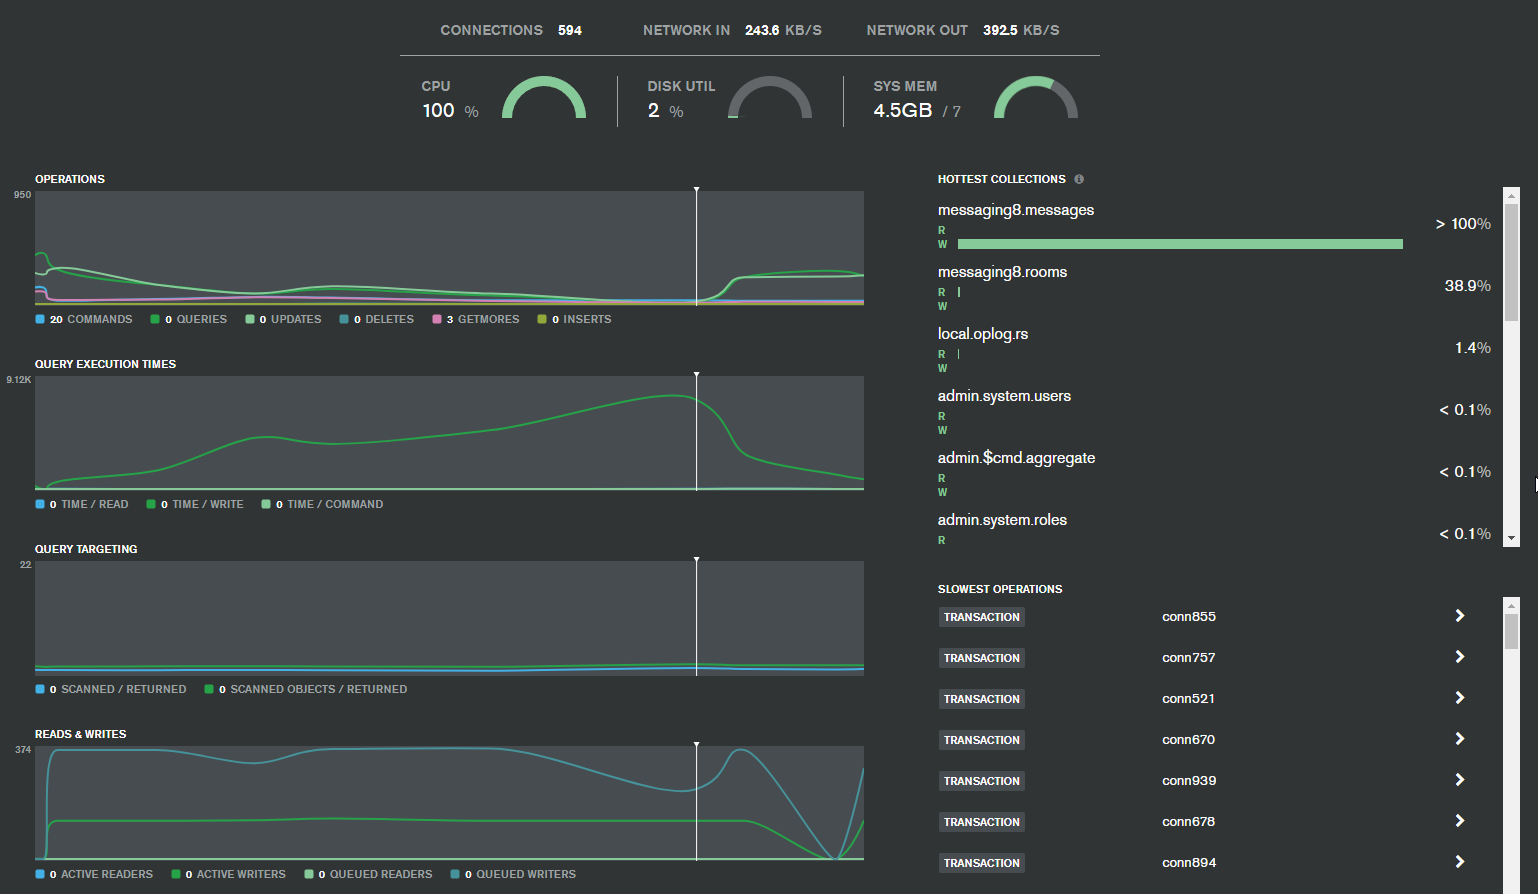 CONNECTIONS 594 NETWORK IN 243.6 KB/S NETWORK OUT 392.5 KB/S
CPU
100 %
DISK UTIL
2 %
SYS MEM
4.5GB / 7
OPERATIONS
950
20 COMMANDS 0 QUERIES 0 UPDATES 0 DELETES 3 GETMORES 0 INSERTS
QUERY EXECUTION TIMES
9.12K
0 TIME / READ 0 TIME / WRITE 0 TIME / COMMAND
QUERY TARGETING
22
0 SCANNED / RETURNED 0 SCANNED OBJECTS / RETURNED
READS & WRITES
374
0 ACTIVE READERS 0 ACTIVE WRITERS 0 QUEUED READERS 0 QUEUED WRITERS
HOTTEST COLLECTIONS i
messaging8.messages
R
W
> 100%
messaging8.rooms
R
W
38.9%
local.oplog.rs
R
W
1.4%
admin.system.users
R
W
< 0.1%
admin.$cmd.aggregate
R
W
< 0.1%
admin.system.roles
R
< 0.1%
SLOWEST OPERATIONS
TRANSACTION conn855
TRANSACTION conn757
TRANSACTION conn521
TRANSACTION conn670
TRANSACTION conn939
TRANSACTION conn678
TRANSACTION conn894